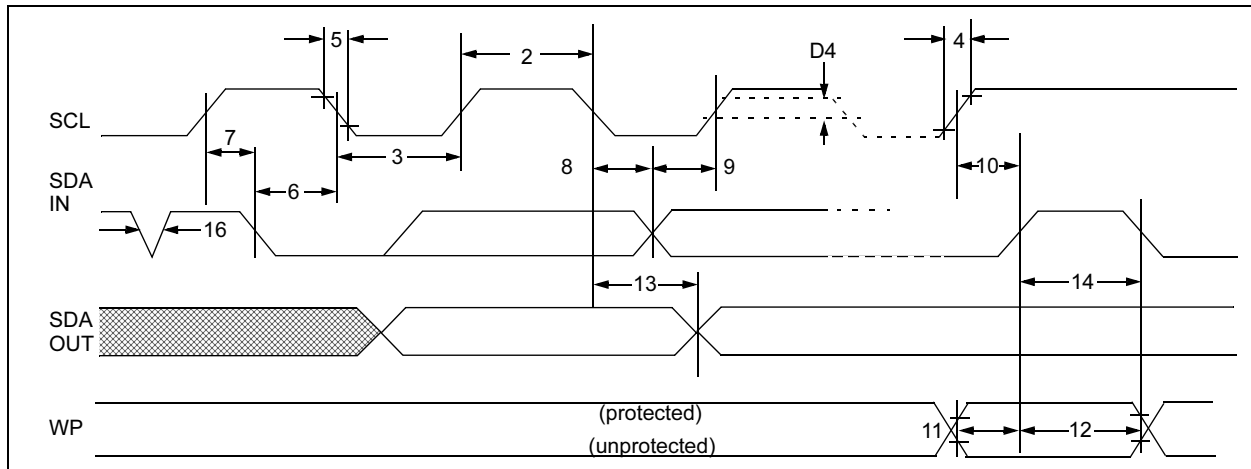 5
2
D4
4
SCL
7
3
8
9
10
SDA
IN
6
16
13
14
SDA
OUT
(protected)
WP
11
12
(unprotected)